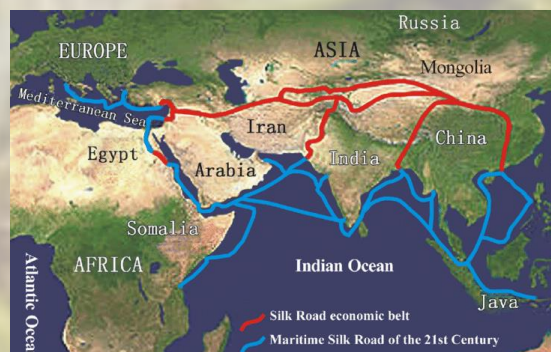 Russia
EUROPE
ASIA
Mongolia
Mediterranean Sea
Iran
China
Egypt
Arabia
India
Somalia
AFRICA
Indian Ocean
Atlantic Ocea
Java
Silk Road economic belt
Maritime Silk Road of the 21st Century